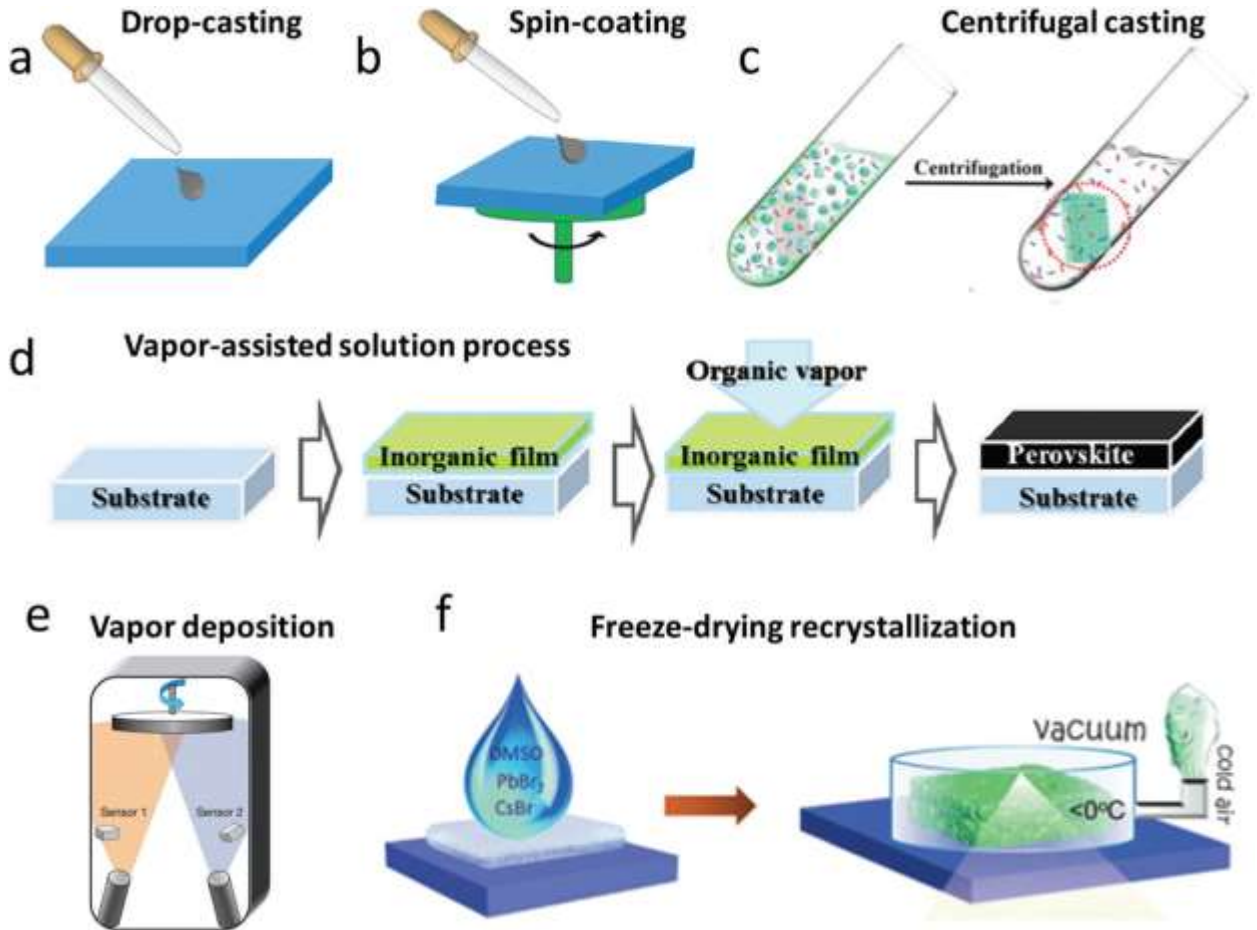 Drop-casting
Spin-coating
Centrifugal casting
a
b
c
Centrifugation
d
Vapor-assisted solution process
Organic vapor
Substrate
Inorganic film
Substrate
Inorganic film
Substrate
Perovskite
Substrate
e
Vapor deposition
Sensor 1
Sensor 2
f
Freeze-drying recrystallization
DMSO
PbBr₂
CsBr
vacuum
<0°C
cold air